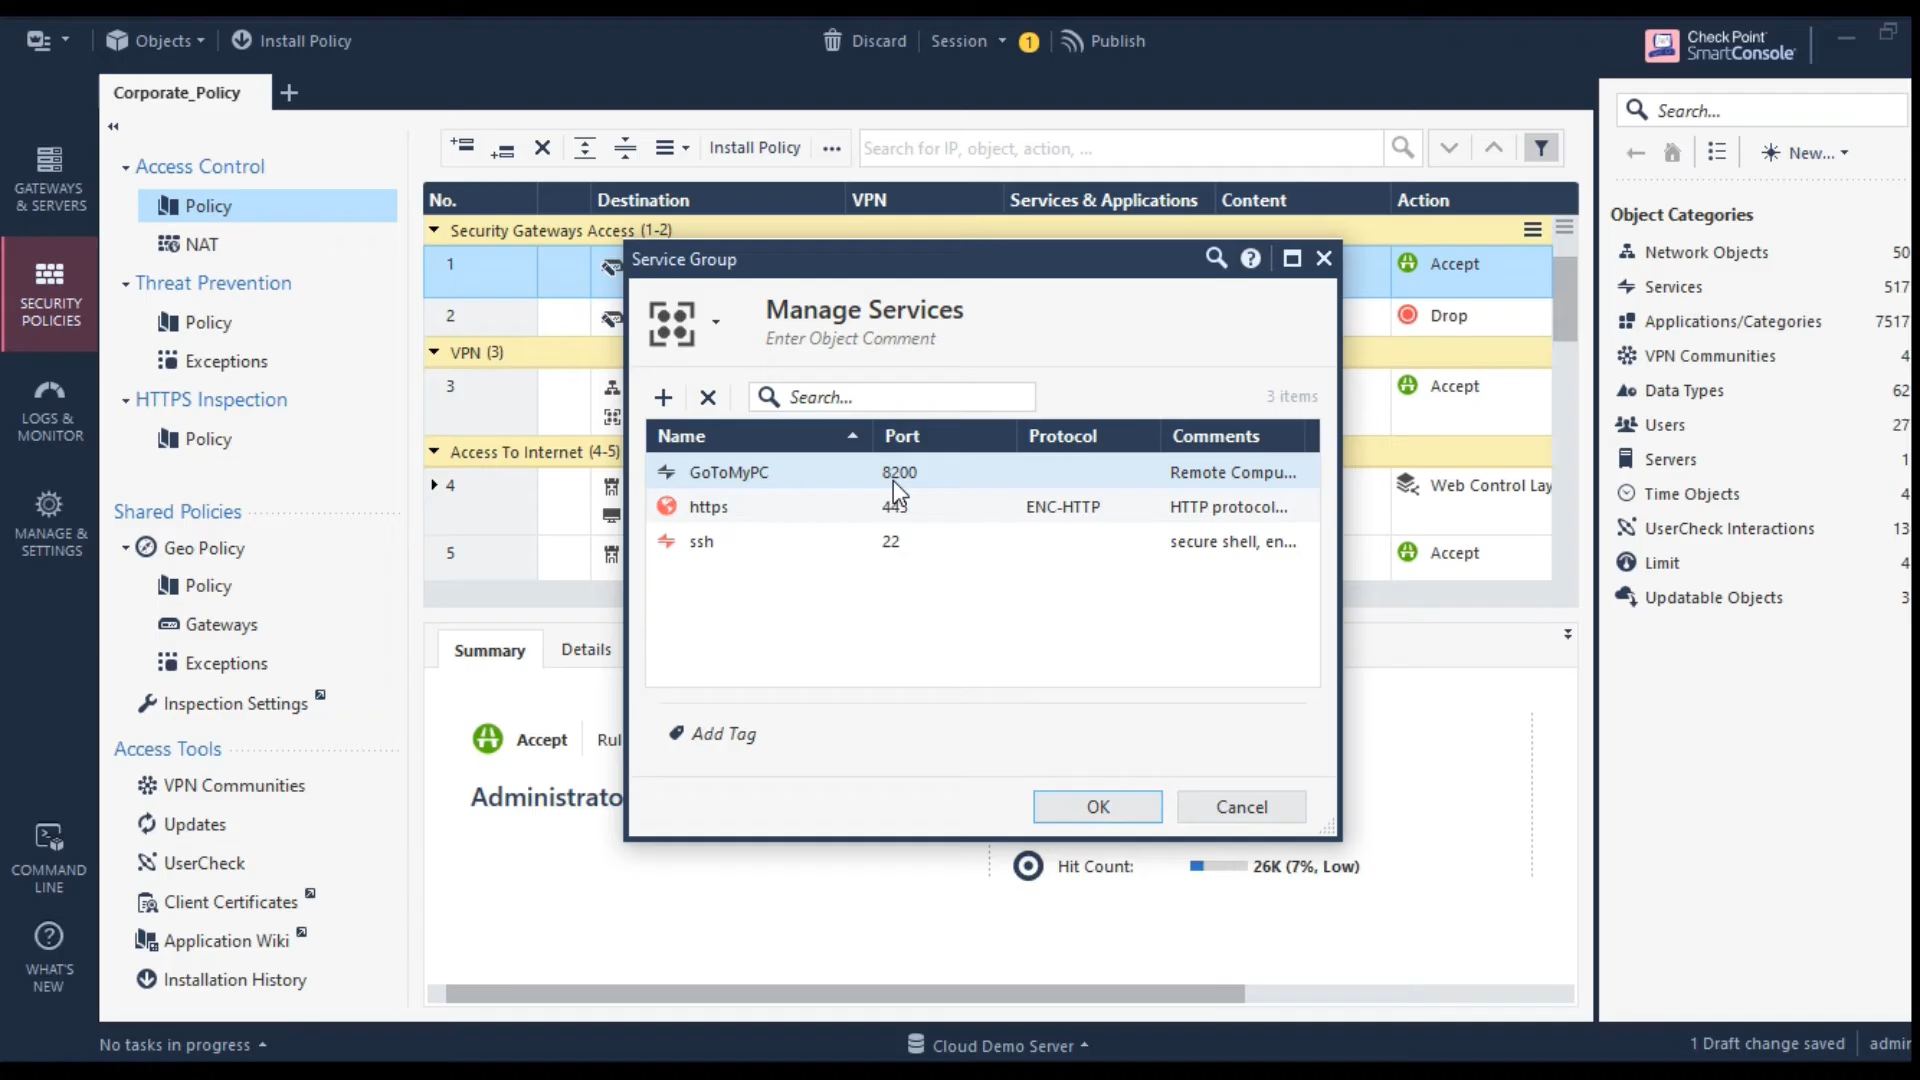 Objects
Install Policy
Discard
Session
1
Publish
Check Point
SmartConsole
Corporate_Policy
GATEWAYS
& SERVERS
SECURITY
POLICIES
LOGS &
MONITOR
MANAGE &
SETTINGS
COMMAND
LINE
WHAT'S
NEW
Access Control
Policy
NAT
Threat Prevention
Policy
Exceptions
HTTPS Inspection
Policy
Shared Policies
Geo Policy
Policy
Gateways
Exceptions
Inspection Settings
Access Tools
VPN Communities
Updates
UserCheck
Client Certificates
Application Wiki
Installation History
Install Policy
Search for IP, object, action, ...
No. Destination VPN Services & Applications Content Action
Security Gateways Access (1-2)
1 Accept
2 Drop
VPN (3)
3 Accept
Access To Internet (4-5)
4 Web Control Lay
5 Accept
Service Group
Manage Services
Enter Object Comment
Search...
3 items
Name Port Protocol Comments
GoToMyPC 8200 Remote Compu...
https 443 ENC-HTTP HTTP protocol...
ssh 22 secure shell, en...
Add Tag
OK
Cancel
Summary
Details
Accept
Rul
Administrato
Hit Count: 26K (7%, Low)
Search...
New...
Object Categories
Network Objects 50
Services 517
Applications/Categories 7517
VPN Communities 4
Data Types 62
Users 27
Servers 9
Time Objects 4
UserCheck Interactions 13
Limit 4
Updatable Objects 3
No tasks in progress
Cloud Demo Server
1 Draft change saved
admin